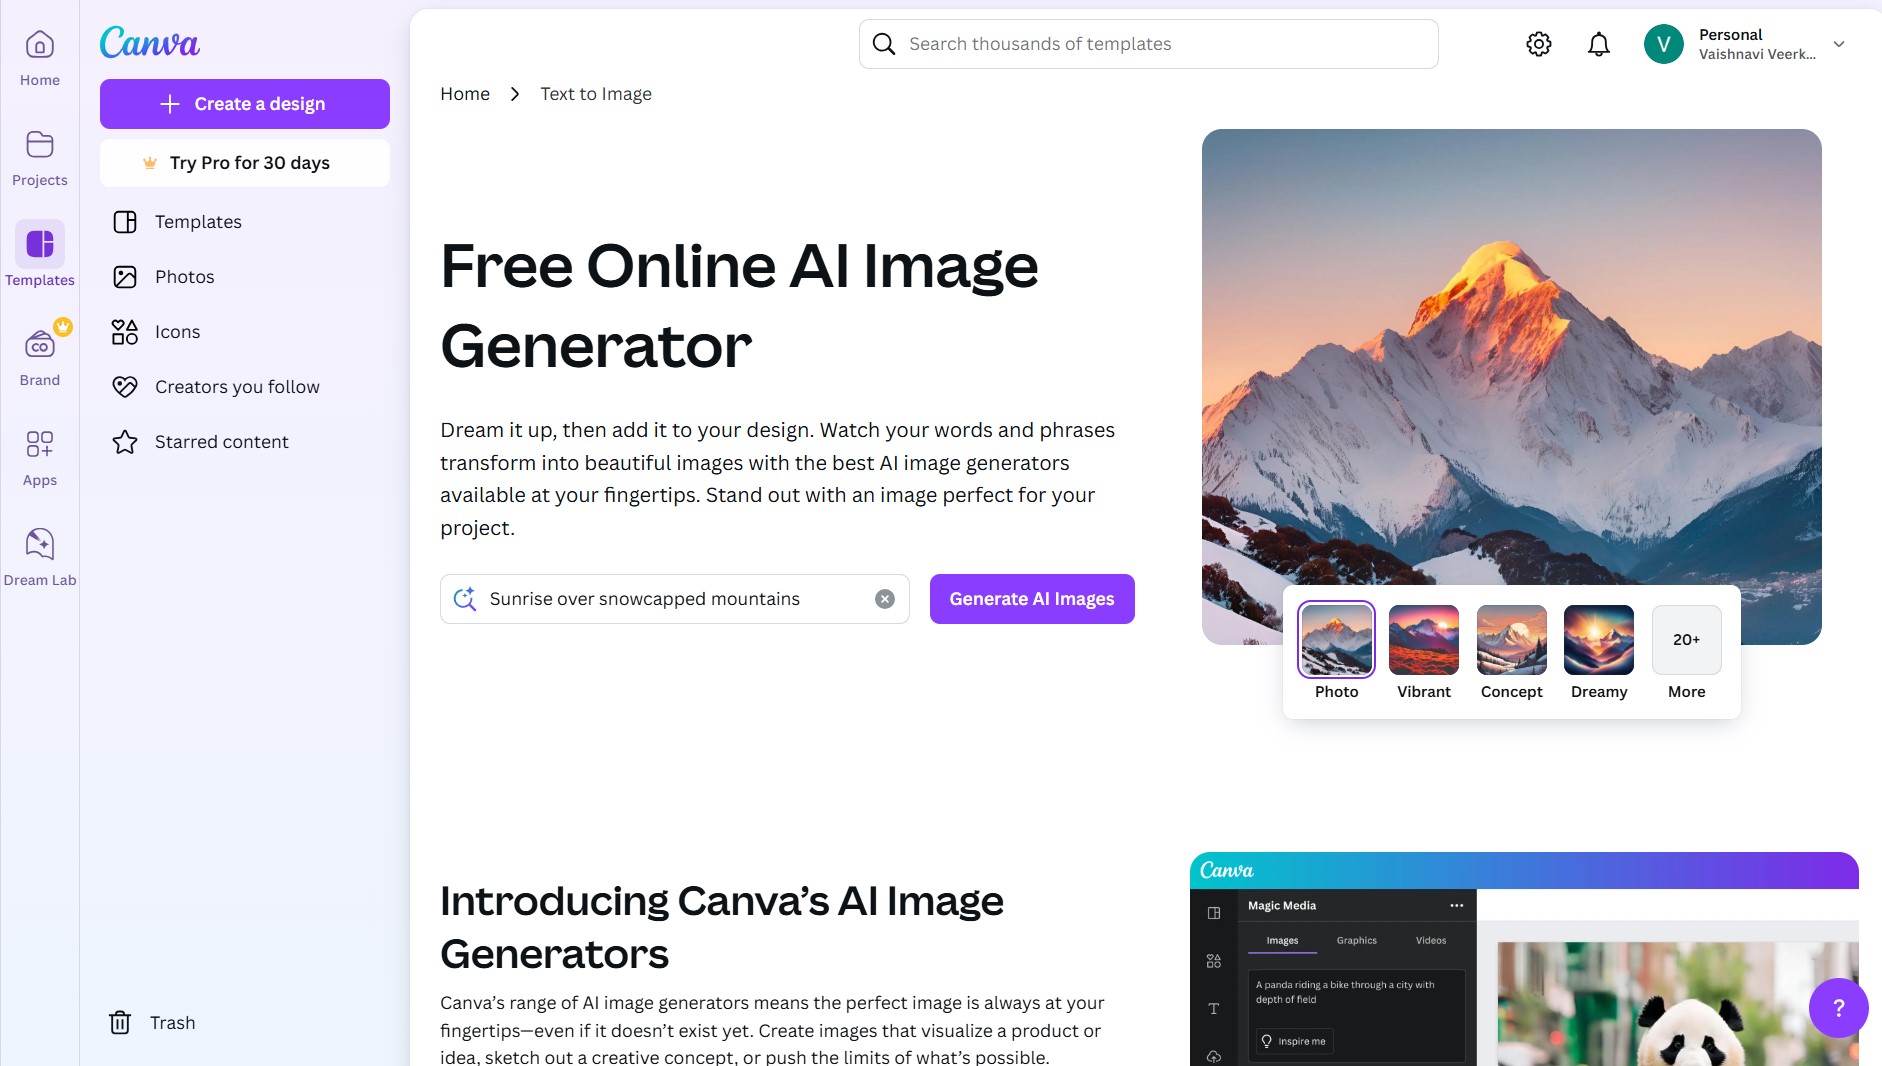 Home
Projects
Templates
Brand
CO
Apps
Dream Lab
Canva
Create a design
Try Pro for 30 days
Templates
Photos
Icons
Creators you follow
Starred content
Trash
Search thousands of templates
V
Personal
Vaishnavi Veerk...
Home
Text to Image
Free Online AI Image
Generator
Dream it up, then add it to your design. Watch your words and phrases
transform into beautiful images with the best AI image generators
available at your fingertips. Stand out with an image perfect for your
project.
Sunrise over snowcapped mountains
Generate AI Images
Photo
Vibrant
Concept
Dreamy
20+
More
Introducing Canva’s AI Image
Generators
Canva’s range of AI image generators means the perfect image is always at your
fingertips—even if it doesn’t exist yet. Create images that visualize a product or
idea, sketch out a creative concept, or push the limits of what’s possible.
Canva
Magic Media
Images
Graphics
Videos
A panda riding a bike through a city with
depth of field
Inspire me
?